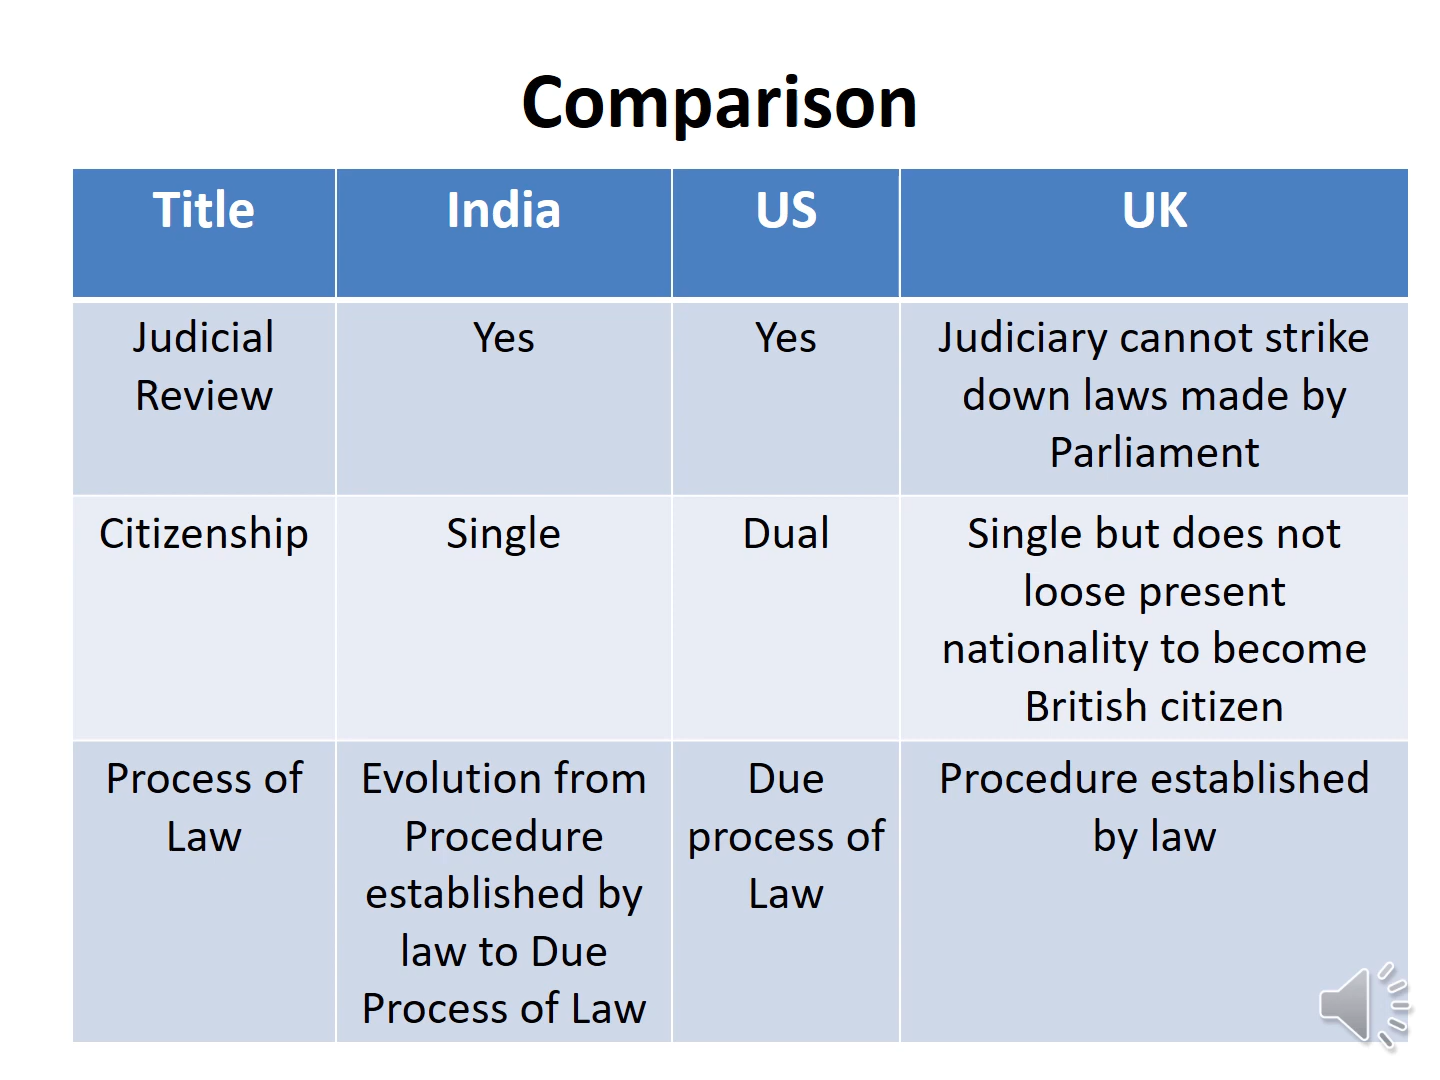 Comparison
Title
India
US
UK
Judicial
Review
Yes
Yes
Judiciary cannot strike
down laws made by
Parliament
Citizenship
Single
Dual
Single but does not
loose present
nationality to become
British citizen
Process of
Law
Evolution from
Procedure
established by
law to Due
Process of Law
Due
process of
Law
Procedure established
by law